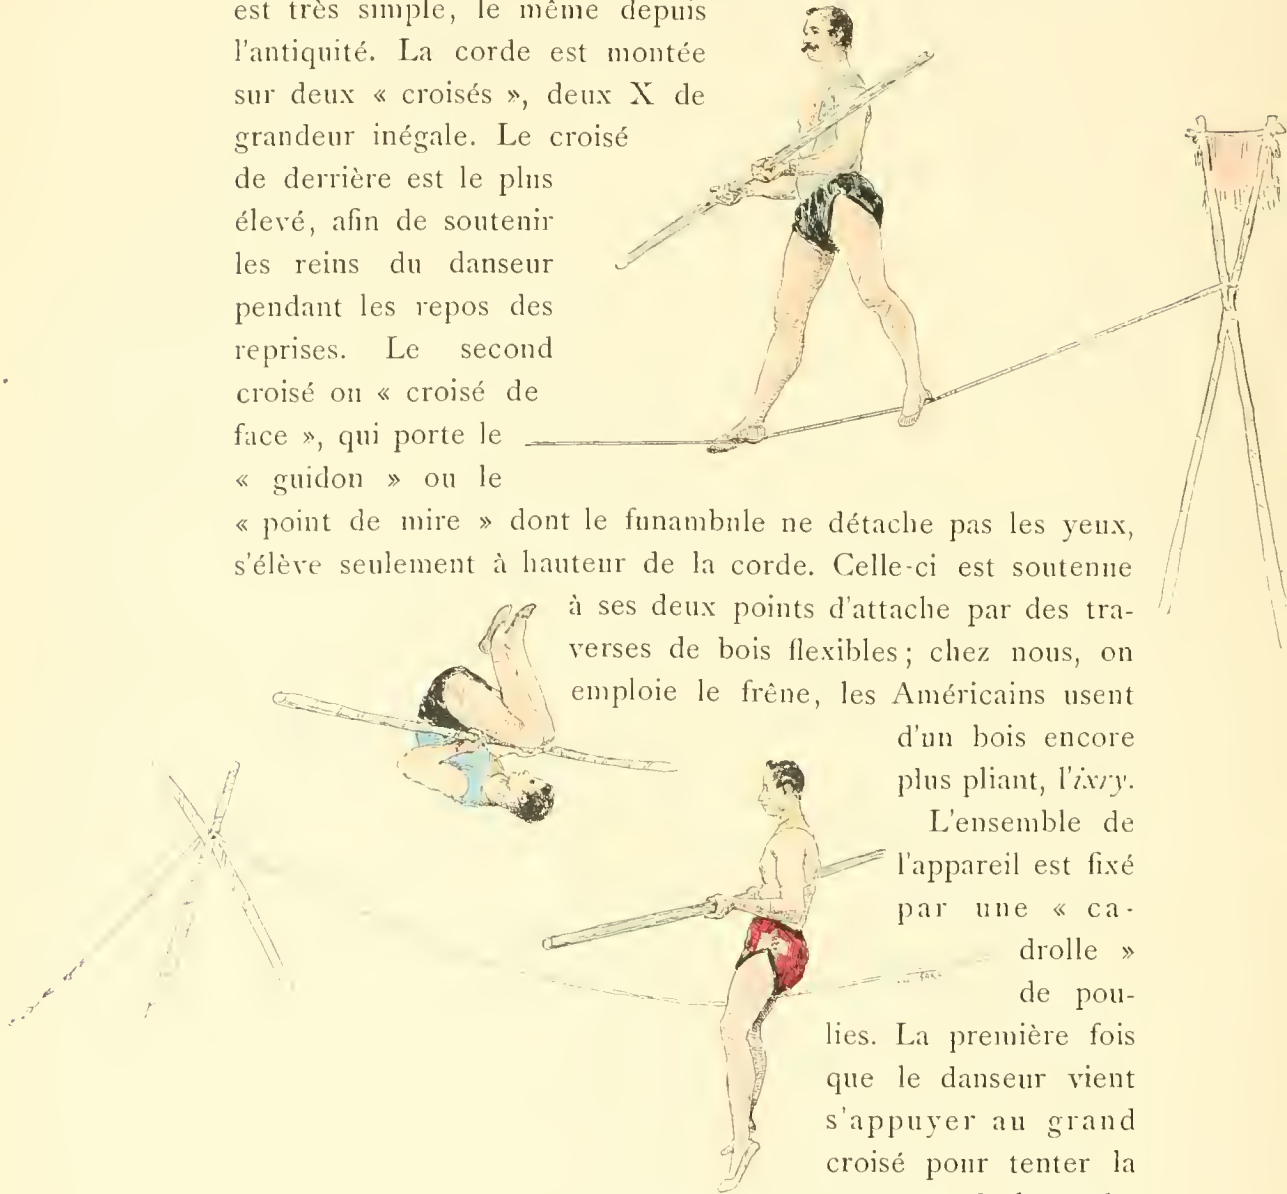 est très simple, le même depuis
l'antiquité. La corde est montée
sur deux « croisés », deux X de
grandeur inégale. Le croisé
de derrière est le plus
élevé, afin de soutenir
les reins du danseur
pendant les repos des
reprises. Le second
croisé ou « croisé de
face », qui porte le
« guidon » ou le
« point de mire » dont le funambule ne détache pas les yeux,
s'élève seulement à hauteur de la corde. Celle-ci est soutenue
à ses deux points d'attache par des tra-
verses de bois flexibles ; chez nous, on
emploie le frêne, les Américains usent
d'un bois encore
plus pliant, l'ixry.
L'ensemble de
l'appareil est fixé
par une « ca-
drolle »
de pou-
lies. La première fois
que le danseur vient
s'appuyer au grand
croisé pour tenter la